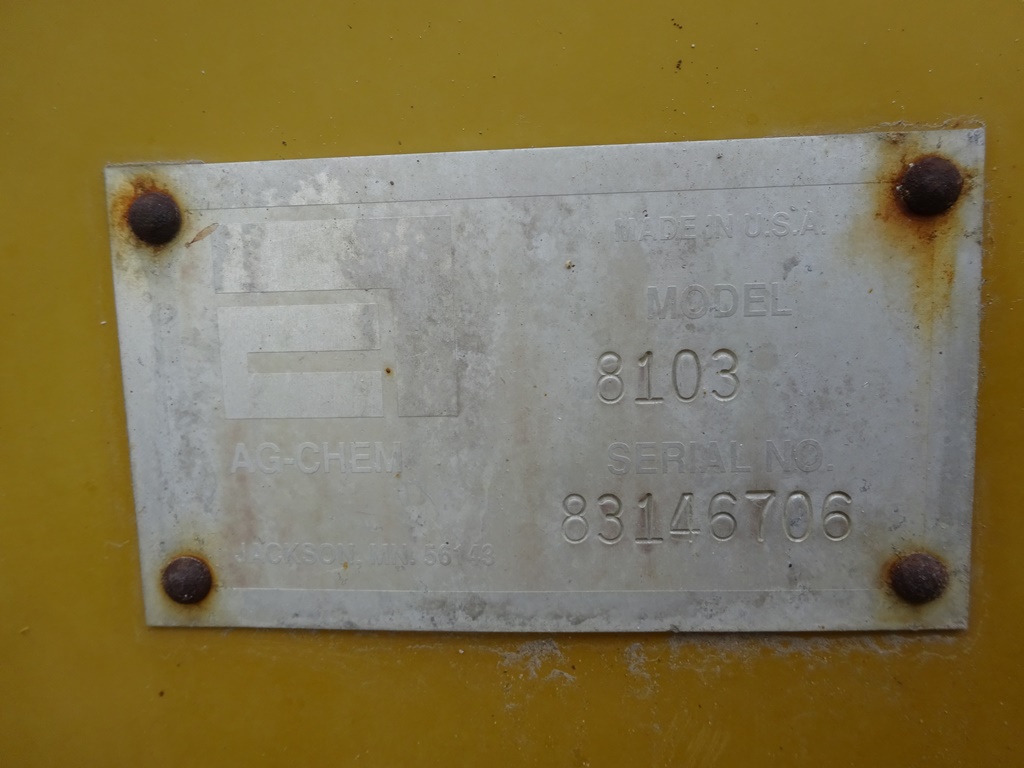 MADE IN U.S.A.
MODEL
8103
AG-CHEM
SERIAL NO.
83146706
JACKSON, MN. 56143